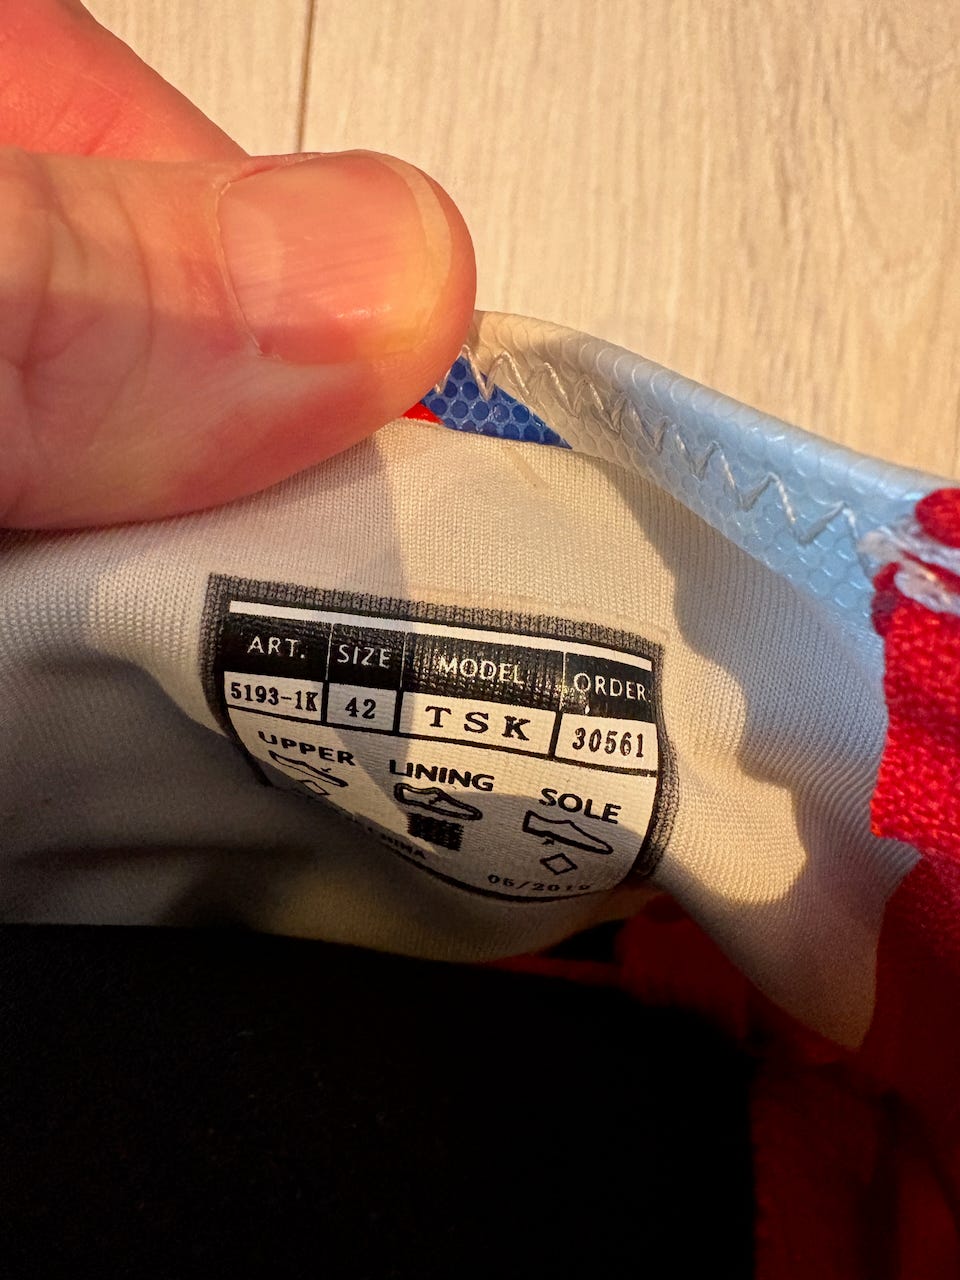 ART. SIZE MODEL ORDER
5193-1K 42 TSK 30561
UPPER LINING SOLE